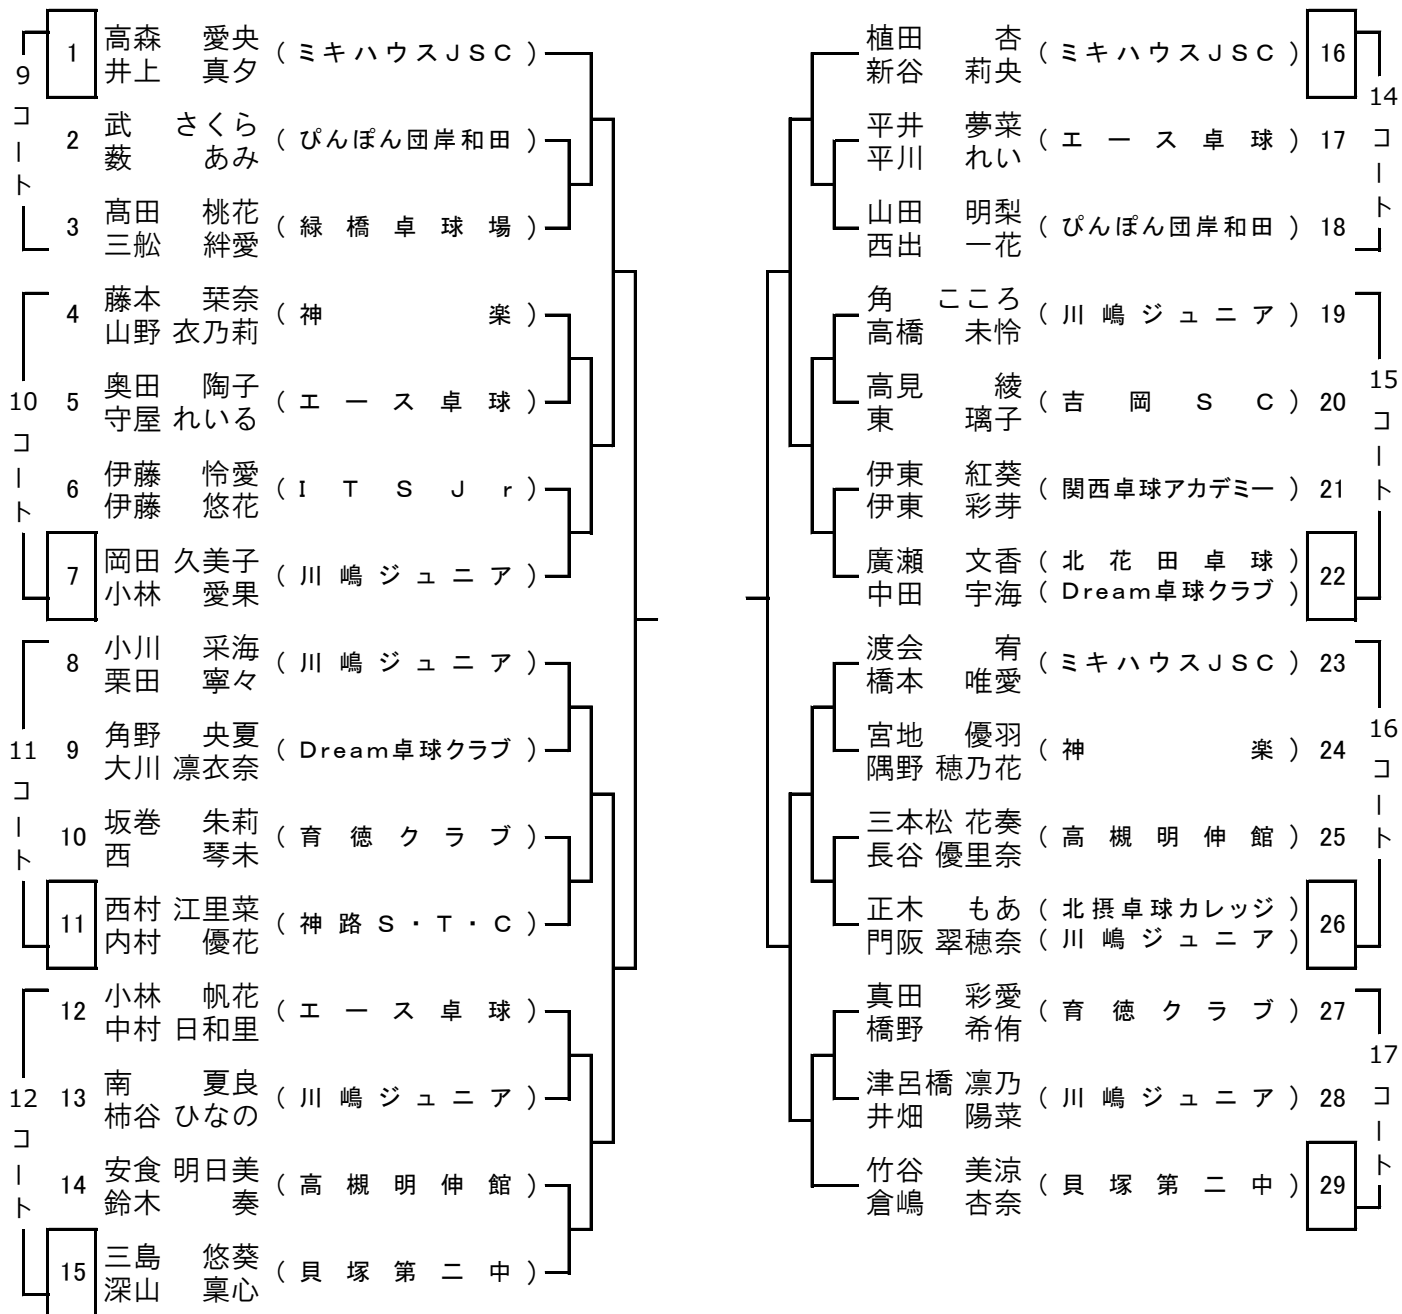 9コート
1 高森 愛央 (ミキハウスJSC)
井上 真夕
2 武 さくら (ぴんぽん団岸和田)
薮 あみ
3 髙田 桃花 (緑橋卓球場)
三舩 絆愛
10コート
4 藤本 栞奈 (神楽)
山野 衣乃莉
5 奥田 陶子 (エース卓球)
守屋 れいる
6 伊藤 怜愛 (ITSJr)
伊藤 悠花
7 岡田 久美子 (川嶋ジュニア)
小林 愛果
11コート
8 小川 采海 (川嶋ジュニア)
栗田 寧々
9 角野 央夏 (Dream卓球クラブ)
大川 凛衣奈
10 坂巻 朱莉 (育徳クラブ)
西 琴未
11 西村 江里菜 (神路S・T・C)
内村 優花
12コート
12 小林 帆花 (エース卓球)
中村 日和里
13 南 夏良 (川嶋ジュニア)
柿谷 ひなの
14 安食 明日美 (高槻明伸館)
鈴木 奏
15 三島 悠葵 (貝塚第二中)
深山 稟心
14コート
植田 杏 (ミキハウスJSC) 16
新谷 莉央
平井 夢菜 (エース卓球) 17
平川 れい
山田 明梨 (ぴんぽん団岸和田) 18
西出 一花
15コート
角 こころ (川嶋ジュニア) 19
高橋 未怜
高見 綾 (吉岡SC) 20
東 璃子
伊東 紅葵 (関西卓球アカデミー) 21
伊東 彩芽
廣瀬 文香 (北花田卓球) 22
中田 宇海 (Dream卓球クラブ)
16コート
渡会 宥 (ミキハウスJSC) 23
橋本 唯愛
宮地 優羽 (神楽) 24
隅野 穂乃花
三本松 花奏 (高槻明伸館) 25
長谷 優里奈
正木 もあ (北摂卓球カレッジ) 26
門阪 翠穂奈 (川嶋ジュニア)
17コート
真田 彩愛 (育徳クラブ) 27
橋野 希侑
津呂橋 凛乃 (川嶋ジュニア) 28
井畑 陽菜
竹谷 美涼 (貝塚第二中) 29
倉嶋 杏奈